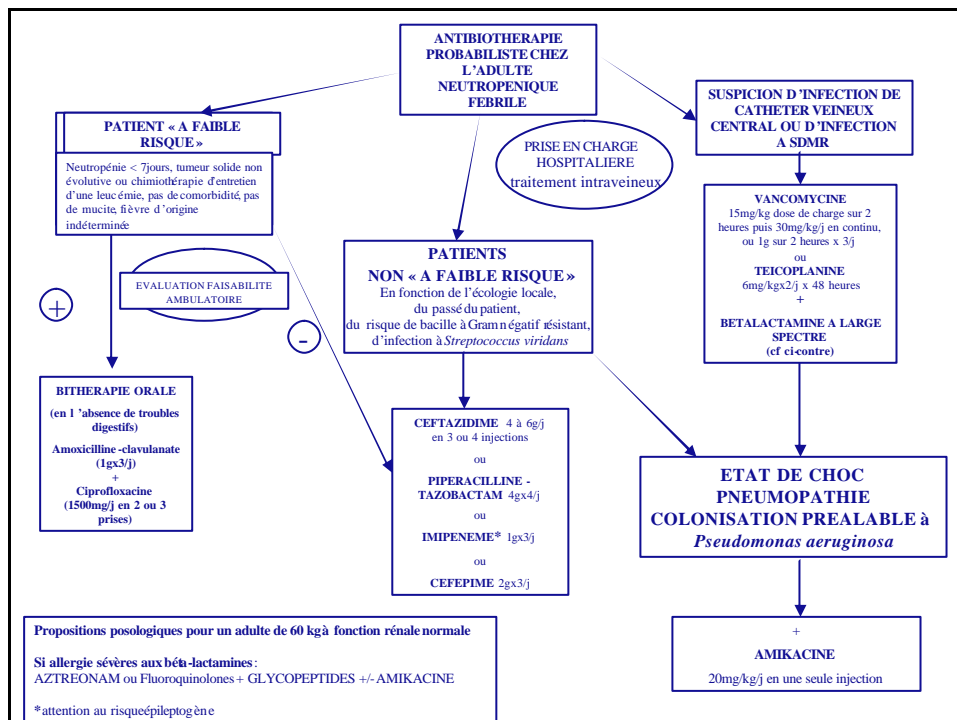 ANTIBIOTHERAPIE
PROBABILISTE CHEZ
L'ADULTE
NEUTROPENIQUE
FEBRILE
PATIENT « A FAIBLE
RISQUE »
Neutropénie < 7jours, tumeur solide non
évolutive ou chimiothérapie d'entretien
d'une leucémie, pas de comorbidité, pas
de mucite, fièvre d'origine
indéterminée
PRISE EN CHARGE
HOSPITALIERE
traitement intraveineux
SUSPICION D'INFECTION DE
CATHETER VEINEUX
CENTRAL OU D'INFECTION
A SDMR
VANCOMYCINE
15mg/kg dose de charge sur 2
heures puis 30mg/kg/j en continu,
ou 1g sur 2 heures x 3/j
ou
TEICOPLANINE
6mg/kgx2/j x 48 heures
+
BETALACTAMINE A LARGE
SPECTRE
(cf ci-contre)
PATIENTS
NON « A FAIBLE RISQUE »
En fonction de l'écologie locale,
du passé du patient,
du risque de bacille à Gram négatif résistant,
d'infection à Streptococcus viridans
EVALUATION FAISABILITE
AMBULATOIRE
+
-
BITHERAPIE ORALE
(en 1 'absence de troubles
digestifs)
Amoxicilline -clavulanate
(1gx3/j)
+
Ciprofloxacine
(1500mg/j en 2 ou 3
prises)
CEFTAZIDIME 4 à 6g/j
en 3 ou 4 injections
ou
PIPERACILLINE -
TAZOBACTAM 4gx4/j
ou
IMIPENEME* 1gx3/j
ou
CEFEPIME 2gx3/j
ETAT DE CHOC
PNEUMOPATHIE
COLONISATION PREALABLE à
Pseudomonas aeruginosa
+
AMIKACINE
20mg/kg/j en une seule injection
Propositions posologiques pour un adulte de 60 kg à fonction rénale normale
Si allergie sévères aux béta-lactamines :
AZTREONAM ou Fluoroquinolones + GLYCOPEPTIDES +/- AMIKACINE
*attention au risque épileptogène